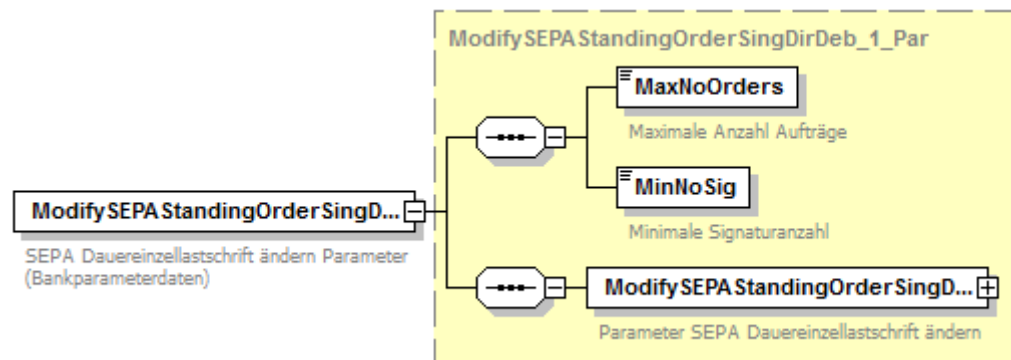 ModifySEPAStandingOrderSingDirDeb_1_Par
MaxNoOrders
Maximale Anzahl Aufträge
MinNoSig
Minimale Signaturanzahl
ModifySEPAStandingOrderSingD...
SEPA Dauereinzellastschrift ändern Parameter
(Bankparameterdaten)
ModifySEPAStandingOrderSingD...
Parameter SEPA Dauereinzellastschrift ändern